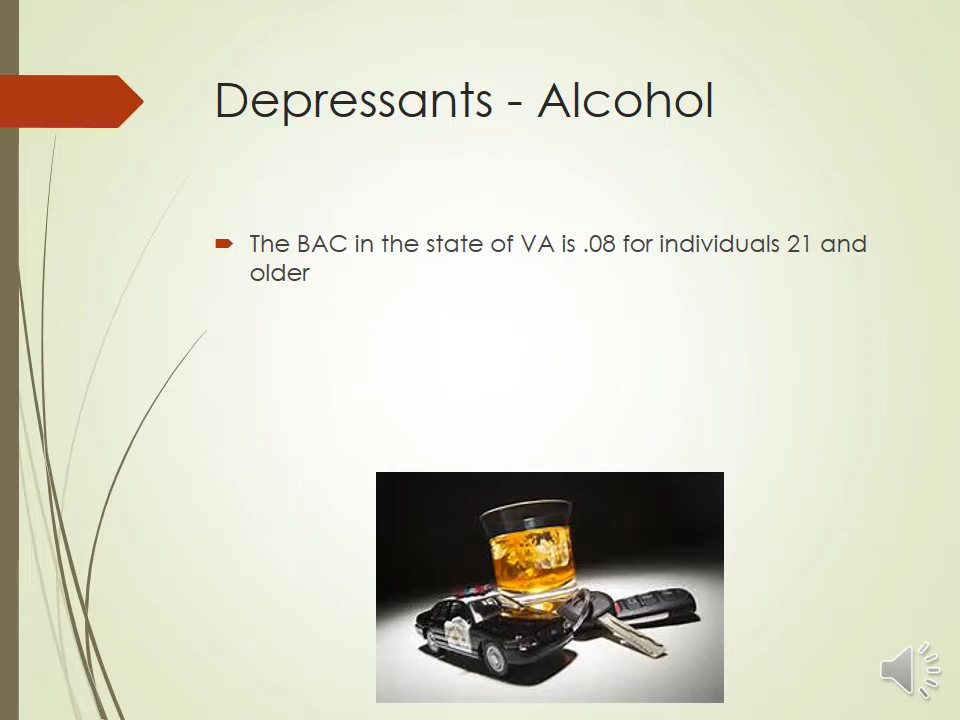 Depressants - Alcohol
The BAC in the state of VA is .08 for individuals 21 and
older